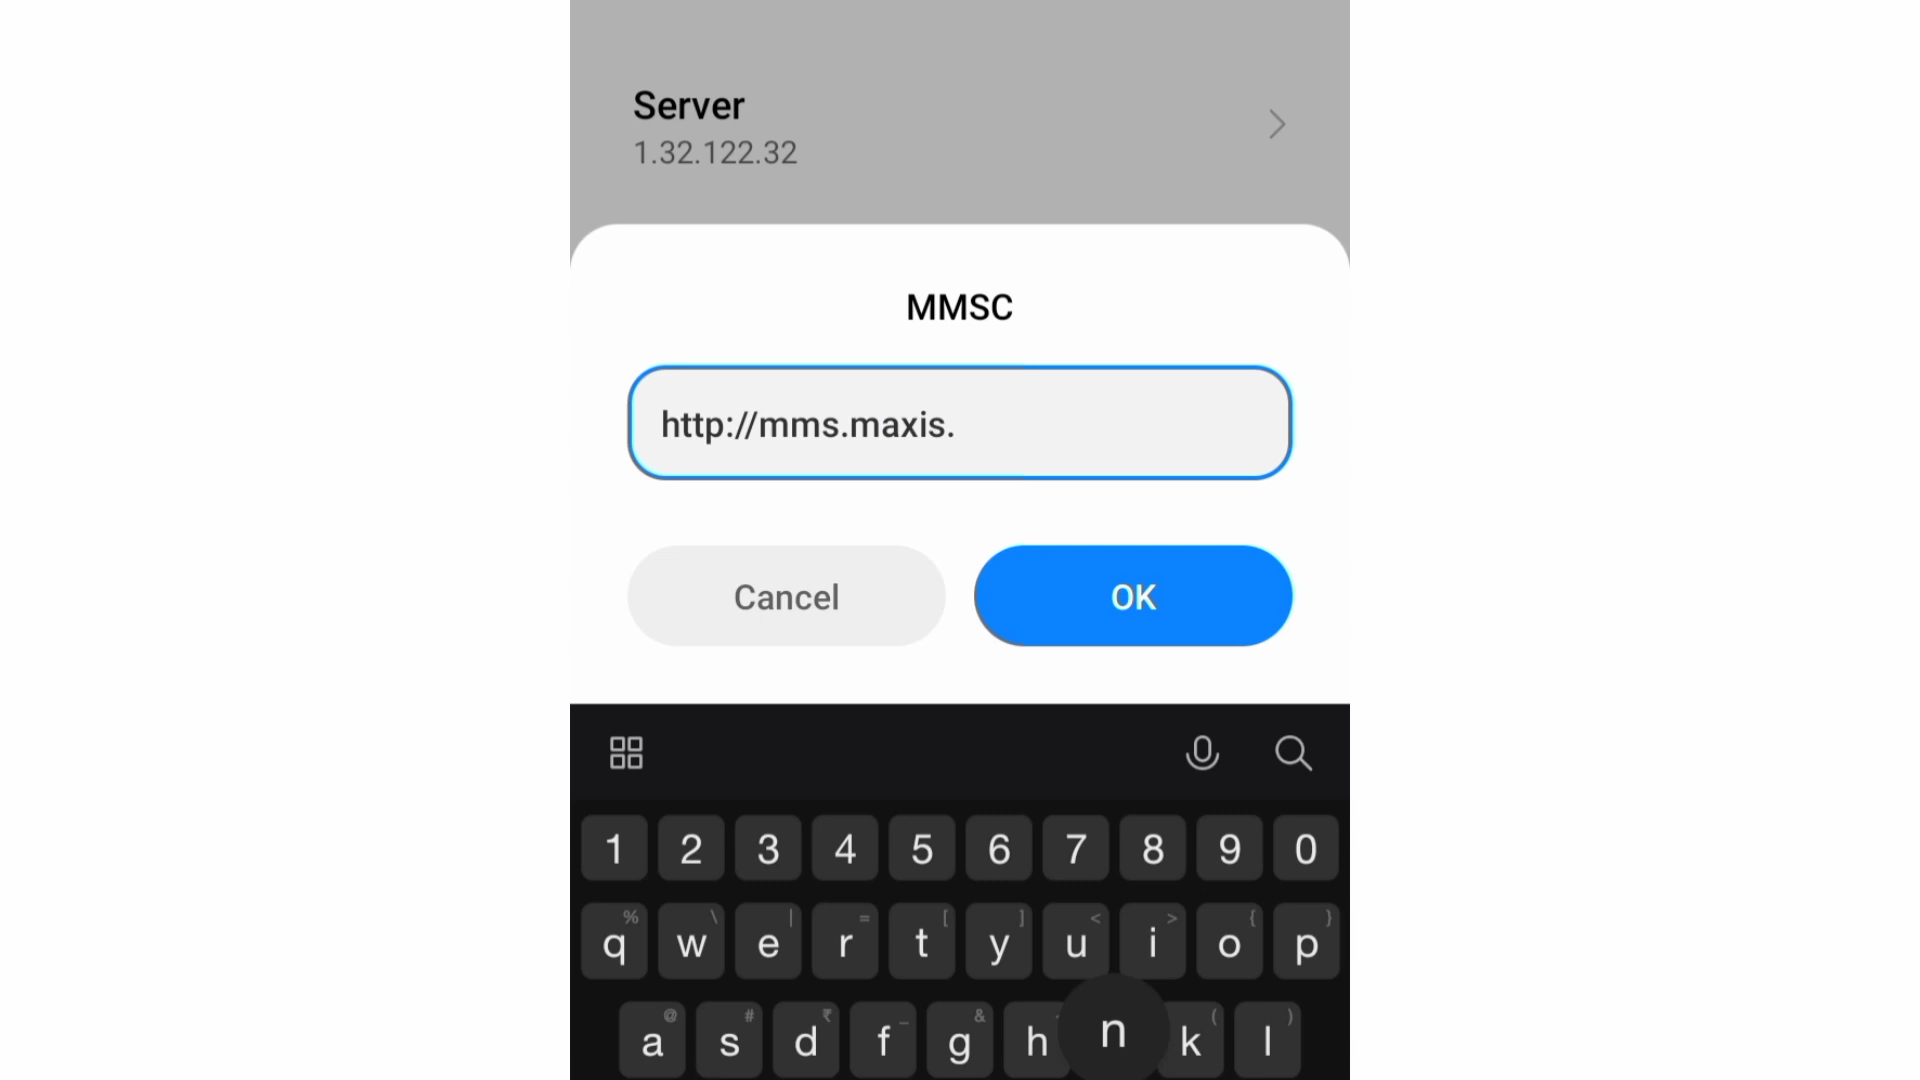 Server
1.32.122.32
MMSC
http://mms.maxis.
Cancel
OK
1 2 3 4 5 6 7 8 9 0
% \ | = [ ] < > { }
q w e r t y u i o p
@ # ₹ _ & ( )
a s d f g h n k l